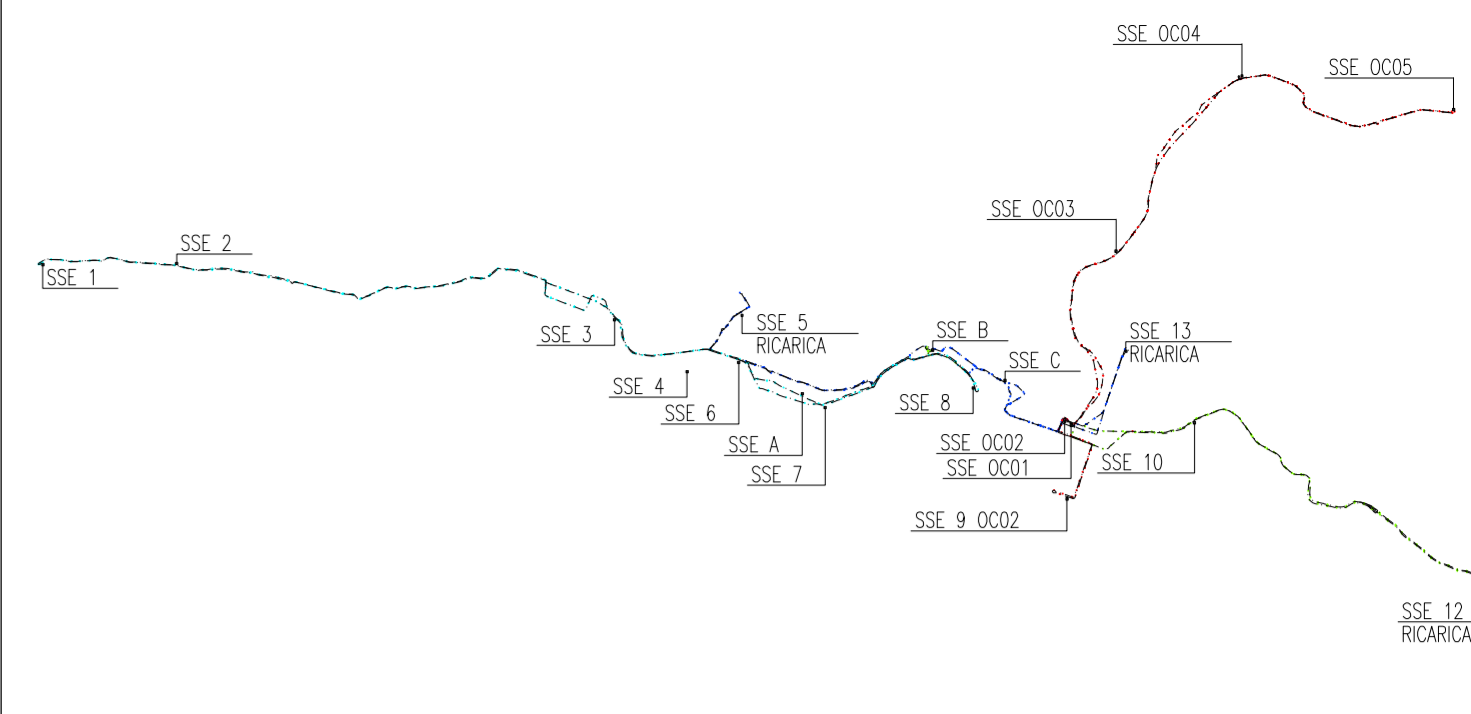 SSE OC04
SSE OC05
SSE OC03
SSE 2
SSE 1
SSE 5
RICARICA
SSE 3
SSE B
SSE 13
RICARICA
SSE C
SSE 4
SSE 6
SSE 8
SSE A
SSE OC02
SSE 7
SSE OC01
SSE 10
SSE 9 OC02
SSE 12
RICARICA